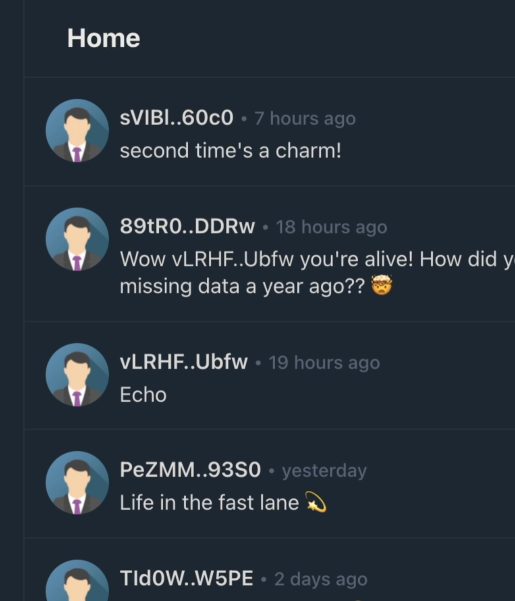 Home
sVIBl..60c0 • 7 hours ago
second time's a charm!
89tR0..DDRw • 18 hours ago
Wow vLRHF..Ubfw you're alive! How did
missing data a year ago?? 🤯
vLRHF..Ubfw • 19 hours ago
Echo
PeZMM..93S0 • yesterday
Life in the fast lane 💫
TId0W..W5PE • 2 days ago